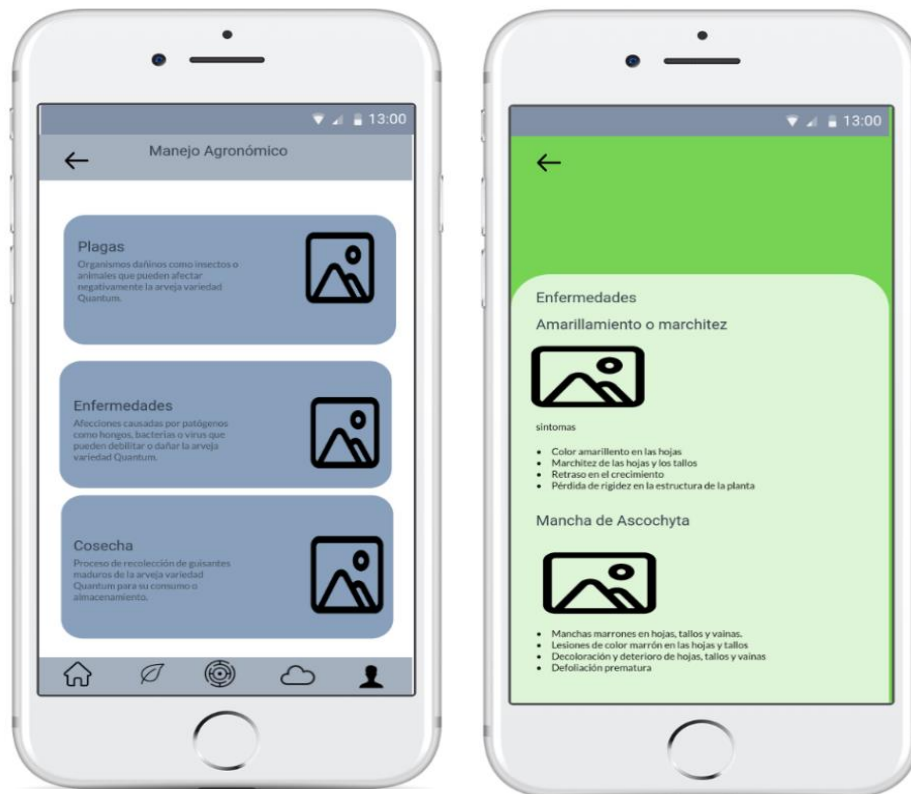 13:00
Manejo Agronómico
Plagas
Organismos dañinos como insectos o
animales que pueden afectar
negativamente la arveja variedad
Quantum.
Enfermedades
Afecciones causadas por patógenos
como hongos, bacterias o virus que
pueden debilitar o dañar la arveja
variedad Quantum.
Cosecha
Proceso de recolección de guisantes
maduros de la arveja variedad
Quantum para su consumo o
almacenamiento.
13:00
Enfermedades
Amarillamiento o marchitez
sintomas
• Color amarillento en las hojas
• Marchitez de las hojas y los tallos
• Retraso en el crecimiento
• Pérdida de rigidez en la estructura de la planta
Mancha de Ascochyta
• Manchas marrones en hojas, tallos y vainas.
• Lesiones de color marrón en las hojas y tallos
• Decoloración y deterioro de hojas, tallos y vainas
• Defoliación prematura